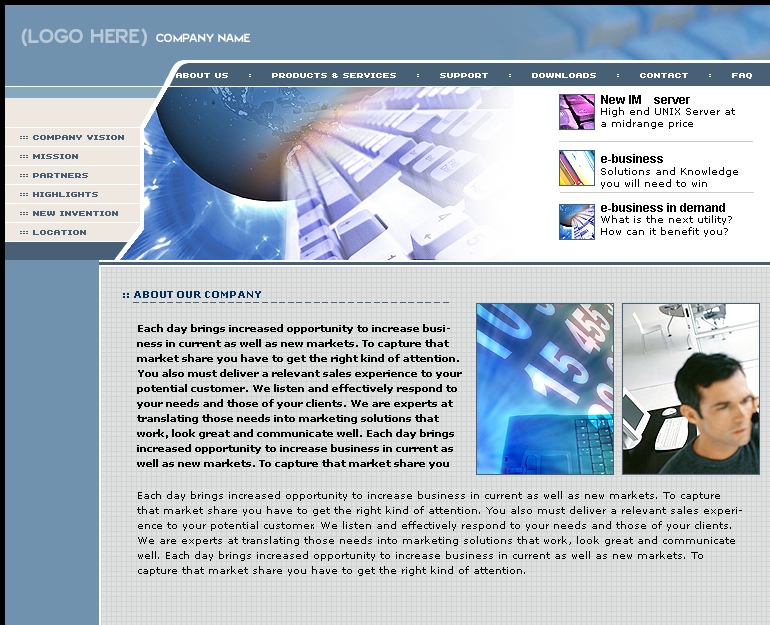 (LOGO HERE) COMPANY NAME
ABOUT US : PRODUCTS & SERVICES : SUPPORT : DOWNLOADS : CONTACT : FAQ
::: COMPANY VISION
::: MISSION
::: PARTNERS
::: HIGHLIGHTS
::: NEW INVENTION
::: LOCATION
New IM server
High end UNIX Server at
a midrange price
e-business
Solutions and Knowledge
you will need to win
e-business in demand
What is the next utility?
How can it benefit you?
:: ABOUT OUR COMPANY
Each day brings increased opportunity to increase busi-
ness in current as well as new markets. To capture that
market share you have to get the right kind of attention.
You also must deliver a relevant sales experience to your
potential customer. We listen and effectively respond to
your needs and those of your clients. We are experts at
translating those needs into marketing solutions that
work, look great and communicate well. Each day brings
increased opportunity to increase business in current as
well as new markets. To capture that market share you
10
15
455
Each day brings increased opportunity to increase business in current as well as new markets. To capture
that market share you have to get the right kind of attention. You also must deliver a relevant sales experi-
ence to your potential customer. We listen and effectively respond to your needs and those of your clients.
We are experts at translating those needs into marketing solutions that work, look great and communicate
well. Each day brings increased opportunity to increase business in current as well as new markets. To
capture that market share you have to get the right kind of attention.